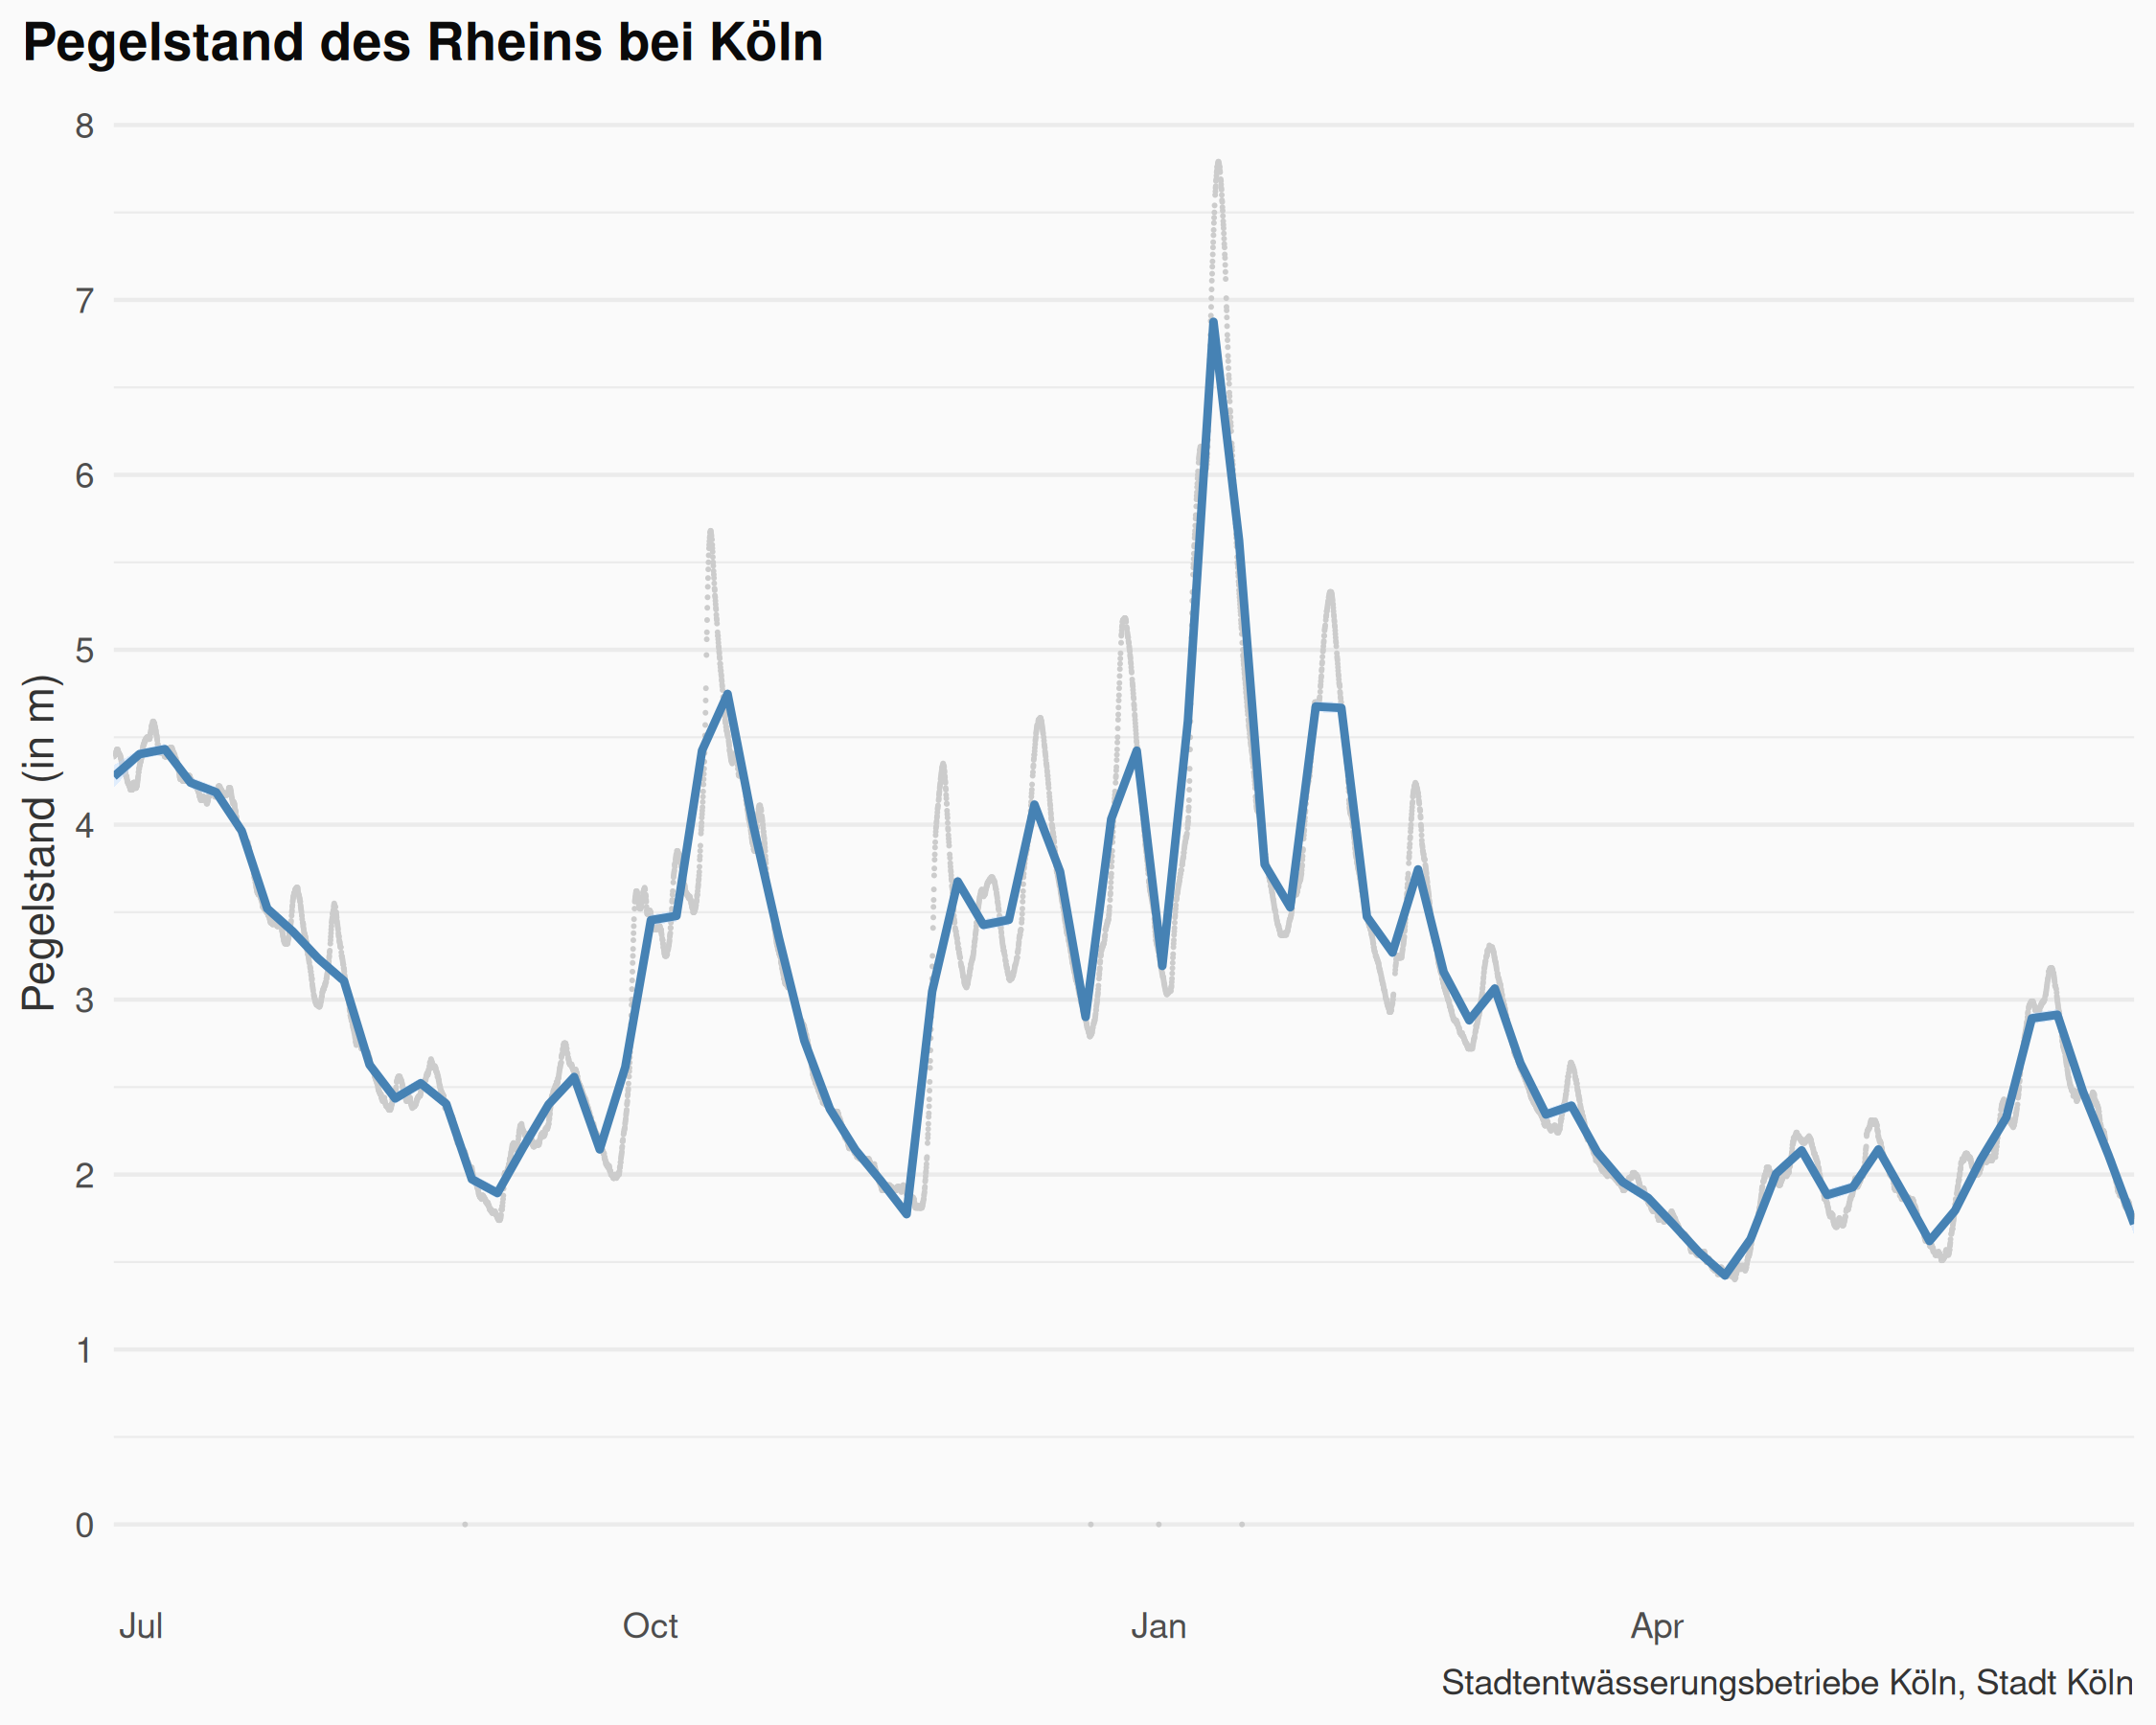 Pegelstand des Rheins bei Köln
Pegelstand (in m)
8
7
6
5
4
3
2
1
0
Jul Oct Jan Apr
Stadtentwässerungsbetriebe Köln, Stadt Köln